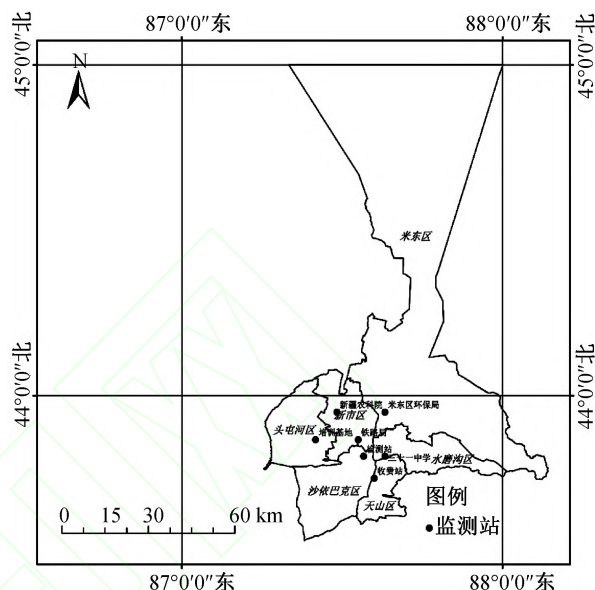 87°0′0″东 88°0′0″东
45°0′0″北 45°0′0″北
N
米东区
44°0′0″北 44°0′0″北
新疆农科院 米东区环保局
新市区
头屯河区 培训基地 铁路局
监测站
三十一中学 水磨沟区
收费站
沙依巴克区
天山区
图例
监测站
0 15 30 60 km
87°0′0″东 88°0′0″东